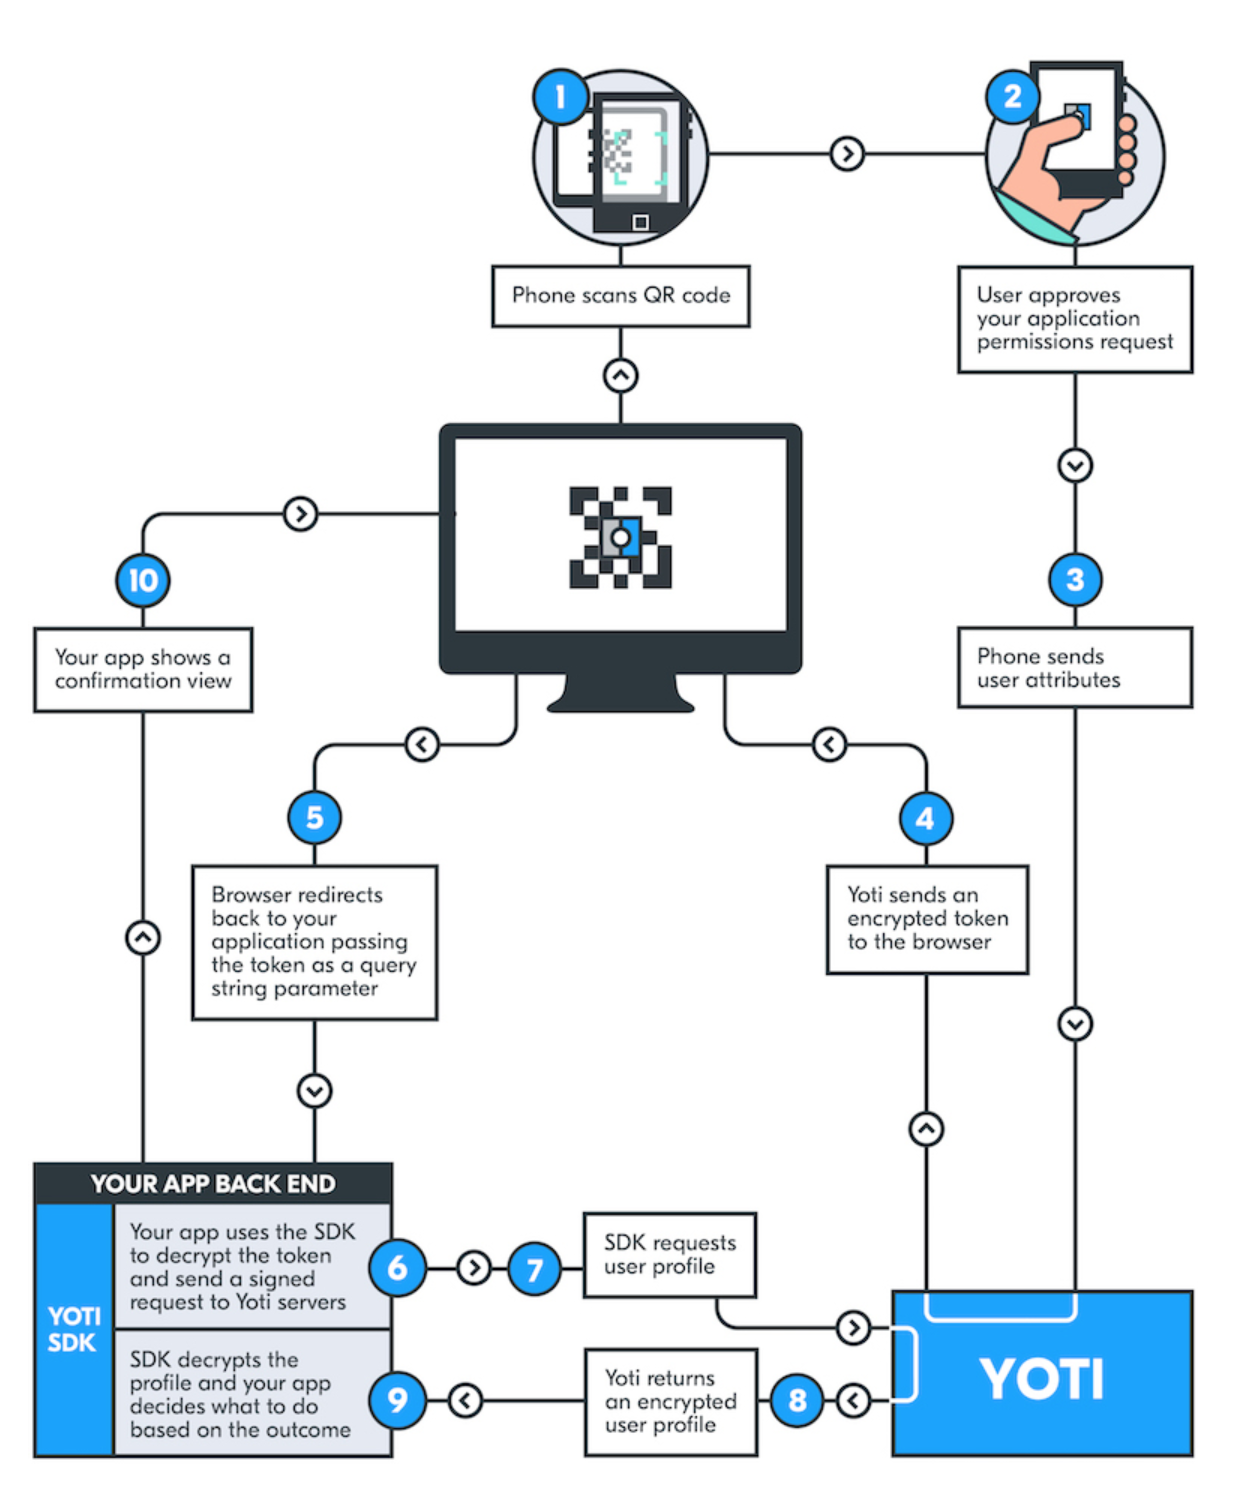 1
2
Phone scans QR code
User approves
your application
permissions request
10
3
Your app shows a
confirmation view
Phone sends
user attributes
5
4
Browser redirects
back to your
application passing
the token as a query
string parameter
Yoti sends an
encrypted token
to the browser
YOUR APP BACK END
YOTI
SDK
Your app uses the SDK
to decrypt the token
and send a signed
request to Yoti servers
6
7
SDK requests
user profile
SDK decrypts the
profile and your app
decides what to do
based on the outcome
9
Yoti returns
an encrypted
user profile
8
YOTI